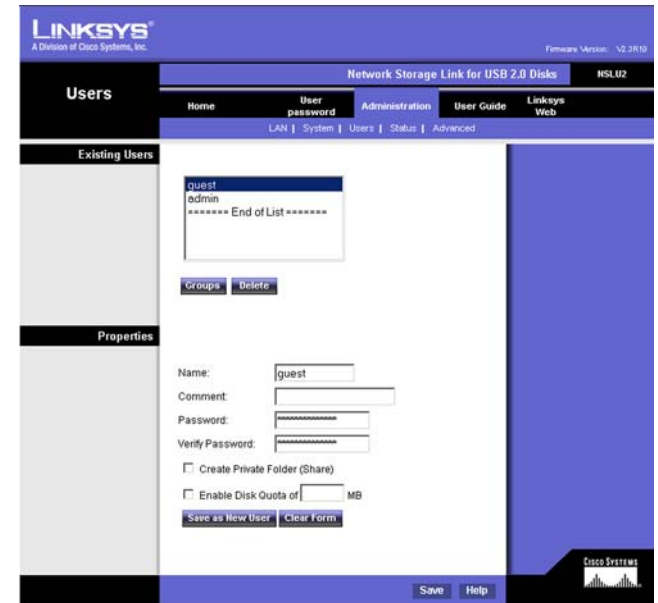 LINKSYS®
A Division of Cisco Systems, Inc.
Firmware Version: V2.3R10
Network Storage Link for USB 2.0 Disks NSLU2
Users
Home User password Administration User Guide Linksys Web
LAN | System | Users | Status | Advanced
Existing Users
guest
admin
======= End of List =======
Groups Delete
Properties
Name: guest
Comment:
Password:
Verify Password:
Create Private Folder (Share)
Enable Disk Quota of MB
Save as New User Clear Form
CISCO SYSTEMS
Save Help